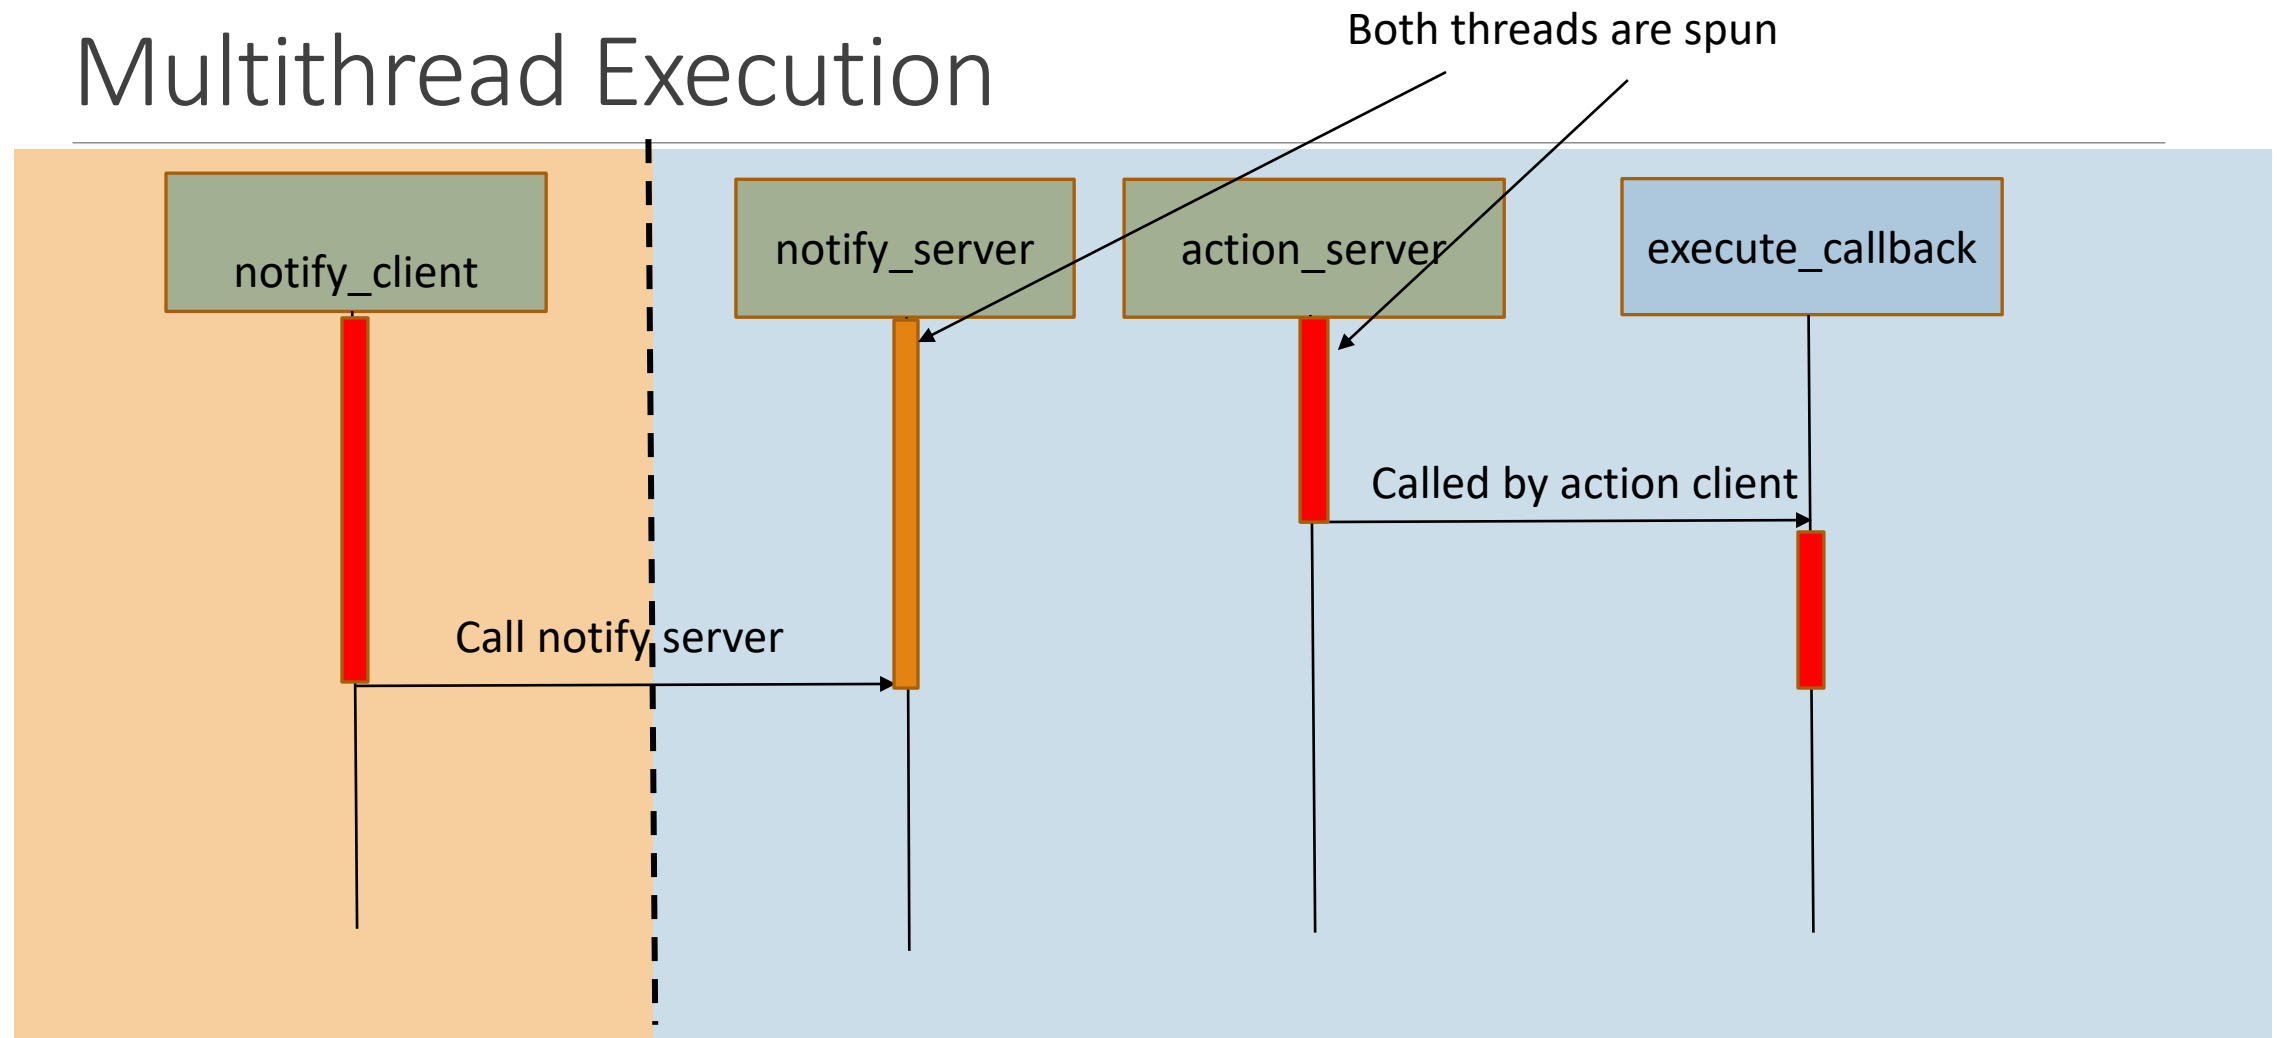 Both threads are spun
Multithread Execution
notify_client
notify_server
action_server
execute_callback
Called by action client
Call notify server